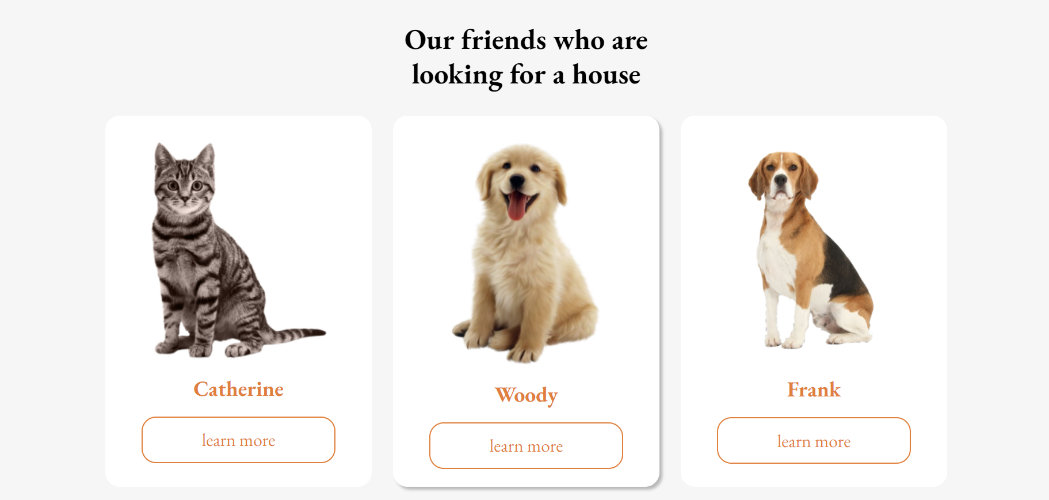 Our friends who are
looking for a house
Catherine
learn more
Woody
learn more
Frank
learn more